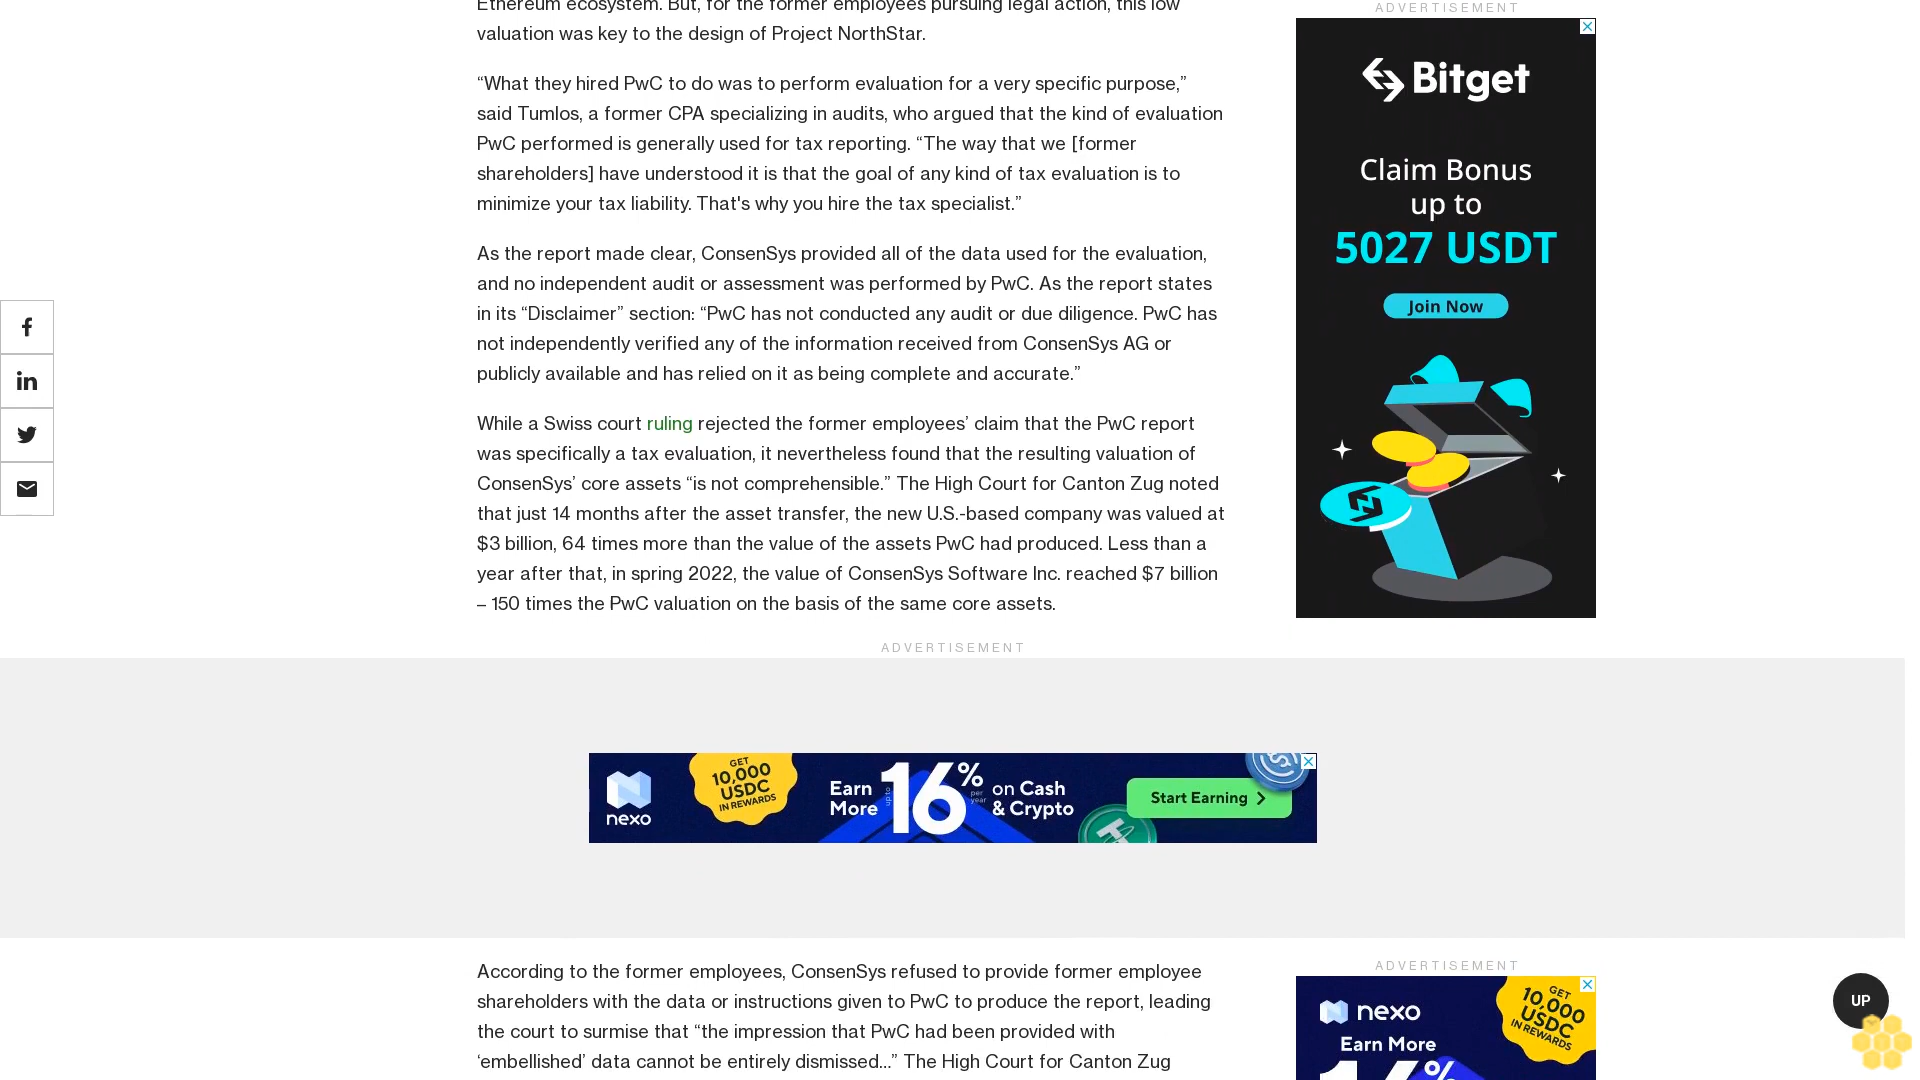 Ethereum ecosystem. But, for the former employees pursuing legal action, this low
valuation was key to the design of Project NorthStar.
“What they hired PwC to do was to perform evaluation for a very specific purpose,”
said Tumlos, a former CPA specializing in audits, who argued that the kind of evaluation
PwC performed is generally used for tax reporting. “The way that we [former
shareholders] have understood it is that the goal of any kind of tax evaluation is to
minimize your tax liability. That's why you hire the tax specialist.”
As the report made clear, ConsenSys provided all of the data used for the evaluation,
and no independent audit or assessment was performed by PwC. As the report states
in its “Disclaimer” section: “PwC has not conducted any audit or due diligence. PwC has
not independently verified any of the information received from ConsenSys AG or
publicly available and has relied on it as being complete and accurate.”
While a Swiss court ruling rejected the former employees’ claim that the PwC report
was specifically a tax evaluation, it nevertheless found that the resulting valuation of
ConsenSys’ core assets “is not comprehensible.” The High Court for Canton Zug noted
that just 14 months after the asset transfer, the new U.S.-based company was valued at
$3 billion, 64 times more than the value of the assets PwC had produced. Less than a
year after that, in spring 2022, the value of ConsenSys Software Inc. reached $7 billion
– 150 times the PwC valuation on the basis of the same core assets.
ADVERTISEMENT
Bitget
Claim Bonus
up to
5027 USDT
Join Now
ADVERTISEMENT
nexo
GET
10,000
USDC
IN REWARDS
Earn
More
up to
16%
per
year
on Cash
& Crypto
Start Earning
According to the former employees, ConsenSys refused to provide former employee
shareholders with the data or instructions given to PwC to produce the report, leading
the court to surmise that “the impression that PwC had been provided with
‘embellished’ data cannot be entirely dismissed…” The High Court for Canton Zug
ADVERTISEMENT
nexo
GET
10,000
USDC
IN REWARDS
Earn More
16%
UP